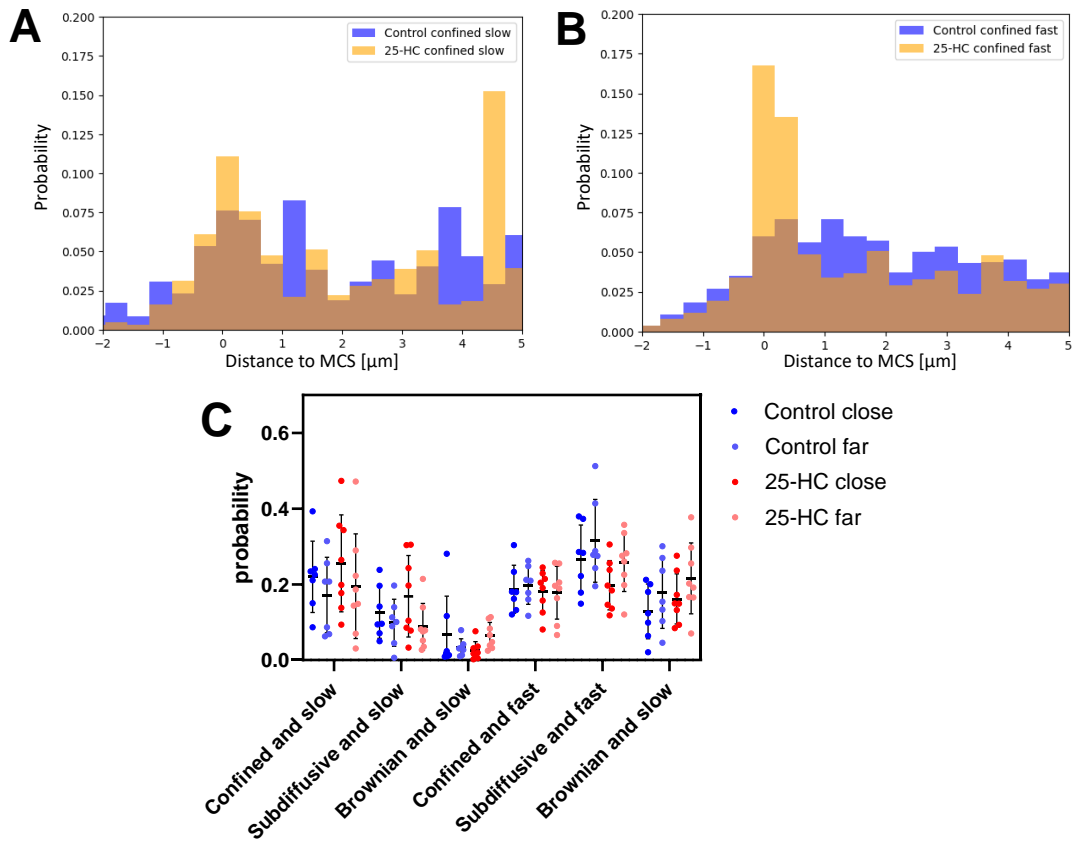 A
0.200
0.175
0.150
0.125
0.100
0.075
0.050
0.025
0.000
Probability
Control confined slow
25-HC confined slow
−2 −1 0 1 2 3 4 5
Distance to MCS [µm]
B
0.200
0.175
0.150
0.125
0.100
0.075
0.050
0.025
0.000
Probability
Control confined fast
25-HC confined fast
−2 −1 0 1 2 3 4 5
Distance to MCS [µm]
C
0.6
0.4
0.2
0.0
probability
Confined and slow
Subdiffusive and slow
Brownian and slow
Confined and fast
Subdiffusive and fast
Brownian and slow
Control close
Control far
25-HC close
25-HC far